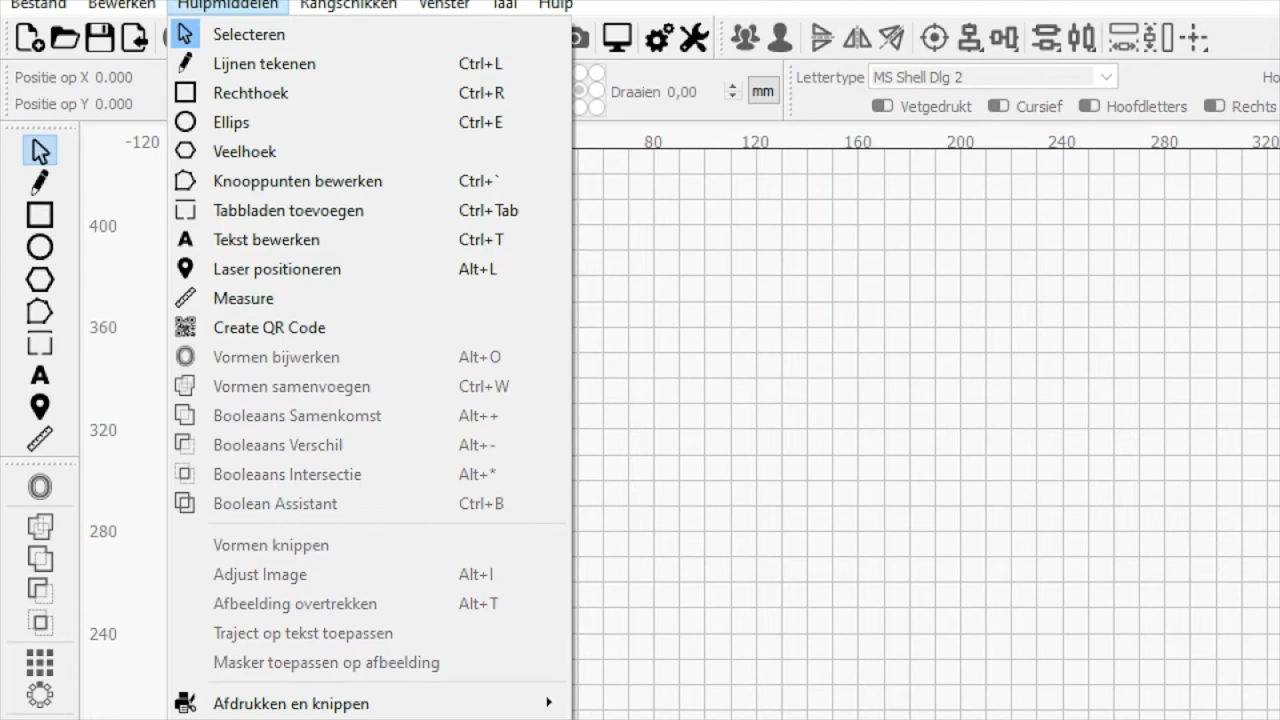 Bestand Bewerken Hulpmiddelen Rangschikken Venster Taal Hulp
Positie op X 0.000
Positie op Y 0.000
Draaien 0,00
mm
Lettertype MS Shell Dlg 2
Vetgedrukt Cursief Hoofdletters Rechts
-120 80 120 160 200 240 280 320
400
360
320
280
240
Selecteren
Lijnen tekenen Ctrl+L
Rechthoek Ctrl+R
Ellips Ctrl+E
Veelhoek
Knooppunten bewerken Ctrl+`
Tabbladen toevoegen Ctrl+Tab
Tekst bewerken Ctrl+T
Laser positioneren Alt+L
Measure
Create QR Code
Vormen bijwerken Alt+O
Vormen samenvoegen Ctrl+W
Booleaans Samenkomst Alt++
Booleaans Verschil Alt+-
Booleaans Intersectie Alt+*
Boolean Assistant Ctrl+B
Vormen knippen
Adjust Image Alt+I
Afbeelding overtrekken Alt+T
Traject op tekst toepassen
Masker toepassen op afbeelding
Afdrukken en knippen